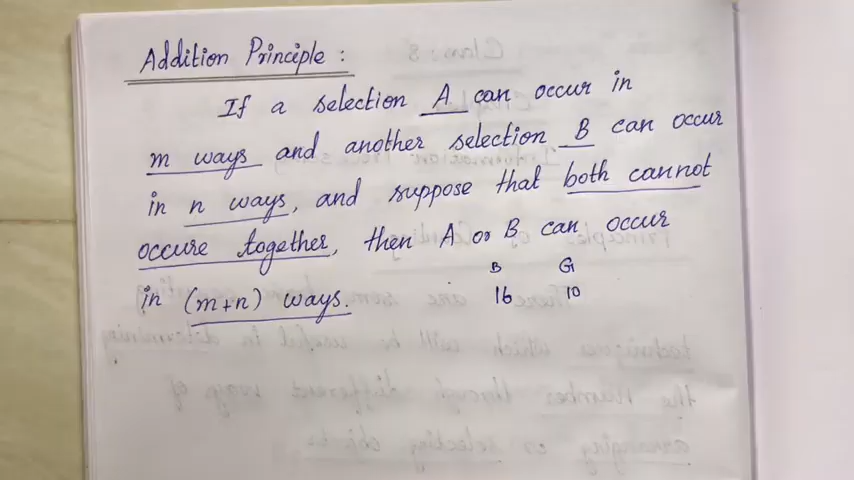 Addition Principle :
If a selection A can occur in
m ways and another selection B can occur
in n ways, and suppose that both cannot
occure together, then A or B can occur
B G
in (m+n) ways. 16 10